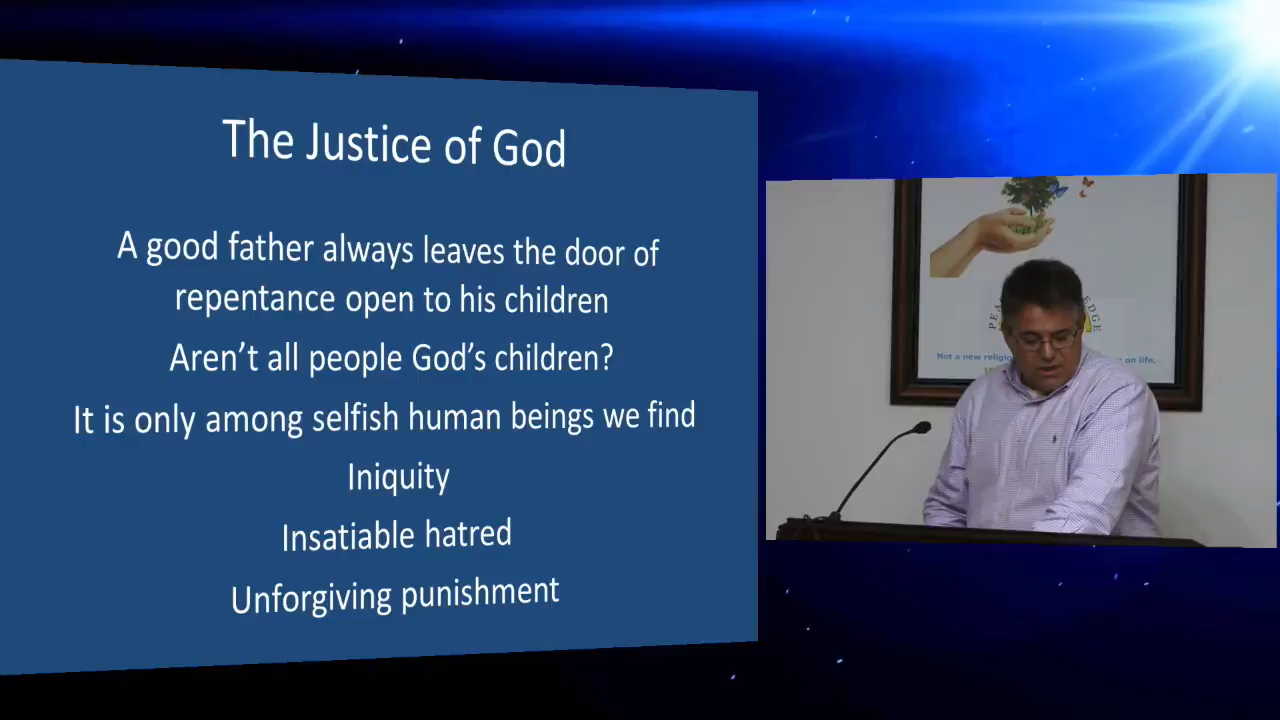 The Justice of God
A good father always leaves the door of
repentance open to his children
Aren't all people God's children?
It is only among selfish human beings we find
Iniquity
Insatiable hatred
Unforgiving punishment
Not a new
on life.